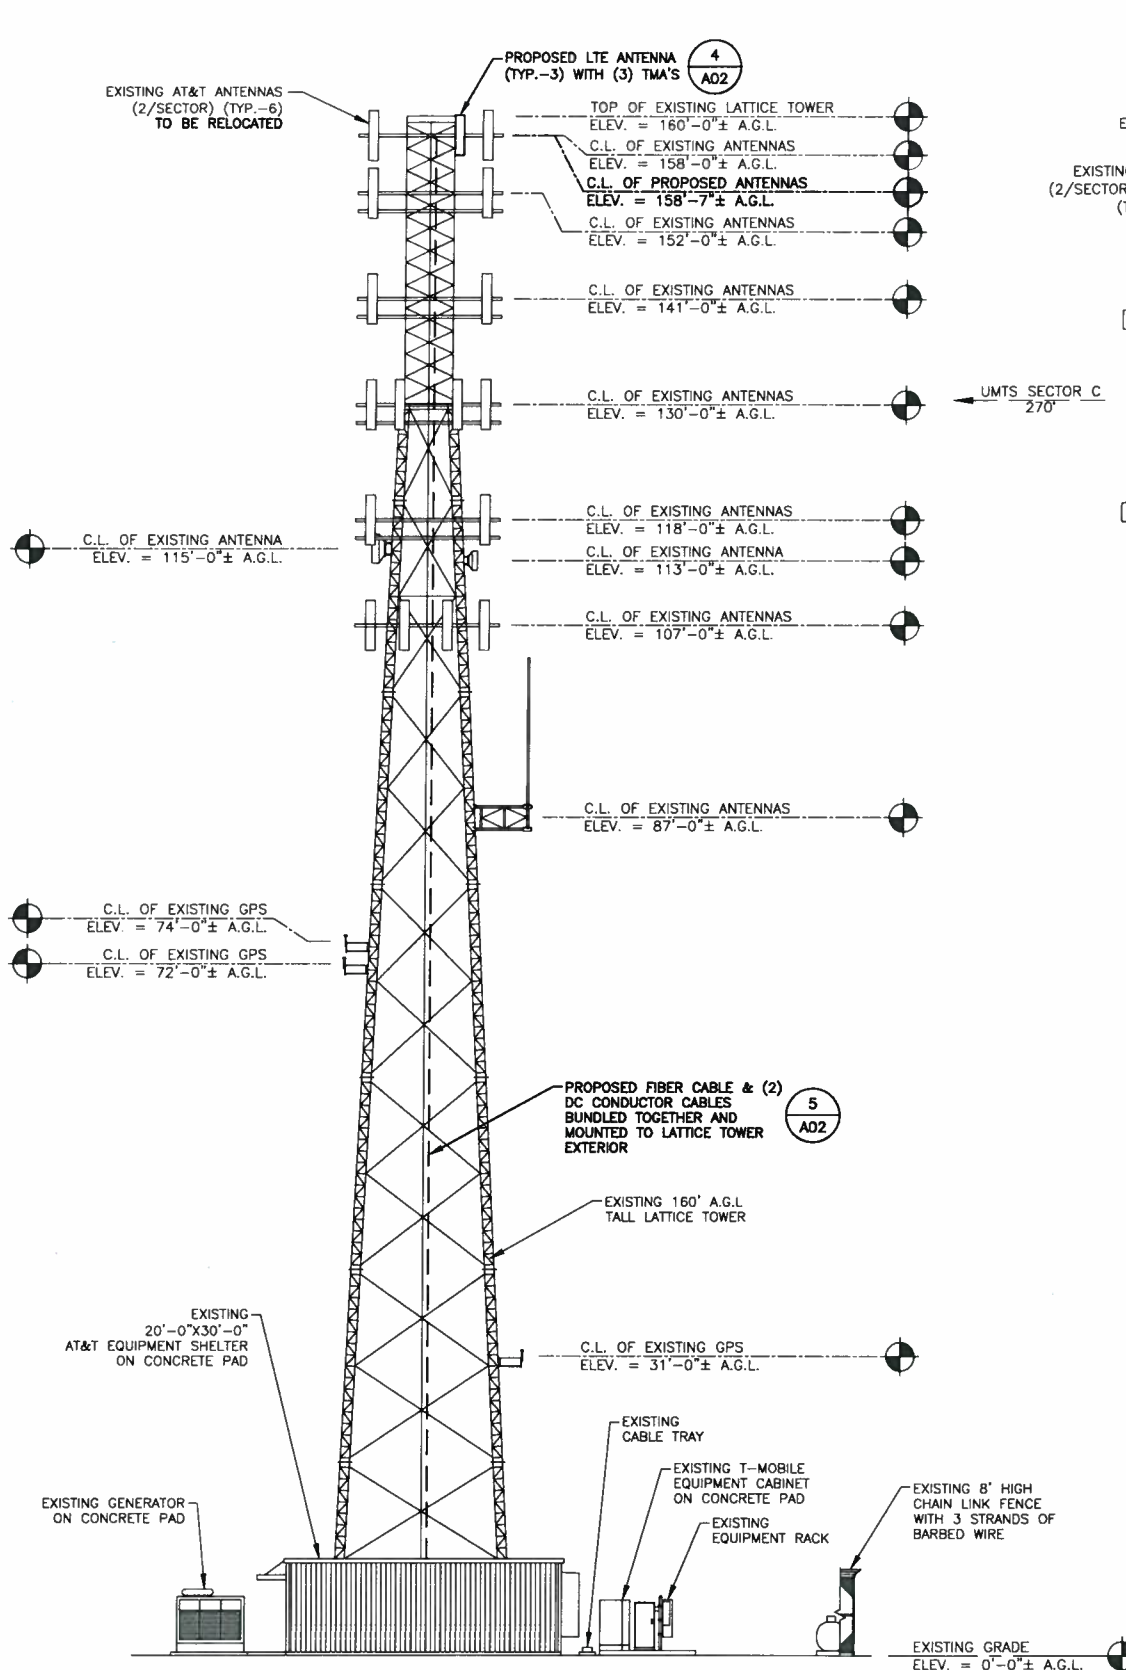 PROPOSED LTE ANTENNA
(TYP.-3) WITH (3) TMA'S
4
A02
EXISTING AT&T ANTENNAS
(2/SECTOR) (TYP.-6)
TO BE RELOCATED
TOP OF EXISTING LATTICE TOWER
ELEV. = 160'-0"± A.G.L.
C.L. OF EXISTING ANTENNAS
ELEV. = 158'-0"± A.G.L.
C.L. OF PROPOSED ANTENNAS
ELEV. = 158'-7"± A.G.L.
C.L. OF EXISTING ANTENNAS
ELEV. = 152'-0"± A.G.L.
EXISTING
(2/SECTOR
C.L. OF EXISTING ANTENNAS
ELEV. = 141'-0"± A.G.L.
C.L. OF EXISTING ANTENNAS
ELEV. = 130'-0"± A.G.L.
UMTS SECTOR C
270°
C.L. OF EXISTING ANTENNAS
ELEV. = 118'-0"± A.G.L.
C.L. OF EXISTING ANTENNA
ELEV. = 115'-0"± A.G.L.
C.L. OF EXISTING ANTENNA
ELEV. = 113'-0"± A.G.L.
C.L. OF EXISTING ANTENNAS
ELEV. = 107'-0"± A.G.L.
C.L. OF EXISTING ANTENNAS
ELEV. = 87'-0"± A.G.L.
C.L. OF EXISTING GPS
ELEV. = 74'-0"± A.G.L.
C.L. OF EXISTING GPS
ELEV. = 72'-0"± A.G.L.
PROPOSED FIBER CABLE & (2)
DC CONDUCTOR CABLES
BUNDLED TOGETHER AND
MOUNTED TO LATTICE TOWER
EXTERIOR
5
A02
EXISTING 160' A.G.L
TALL LATTICE TOWER
EXISTING
20'-0"X30'-0"
AT&T EQUIPMENT SHELTER
ON CONCRETE PAD
C.L. OF EXISTING GPS
ELEV. = 31'-0"± A.G.L.
EXISTING
CABLE TRAY
EXISTING T-MOBILE
EQUIPMENT CABINET
ON CONCRETE PAD
EXISTING
EQUIPMENT RACK
EXISTING 8' HIGH
CHAIN LINK FENCE
WITH 3 STRANDS OF
BARBED WIRE
EXISTING GENERATOR
ON CONCRETE PAD
EXISTING GRADE
ELEV. = 0'-0"± A.G.L.